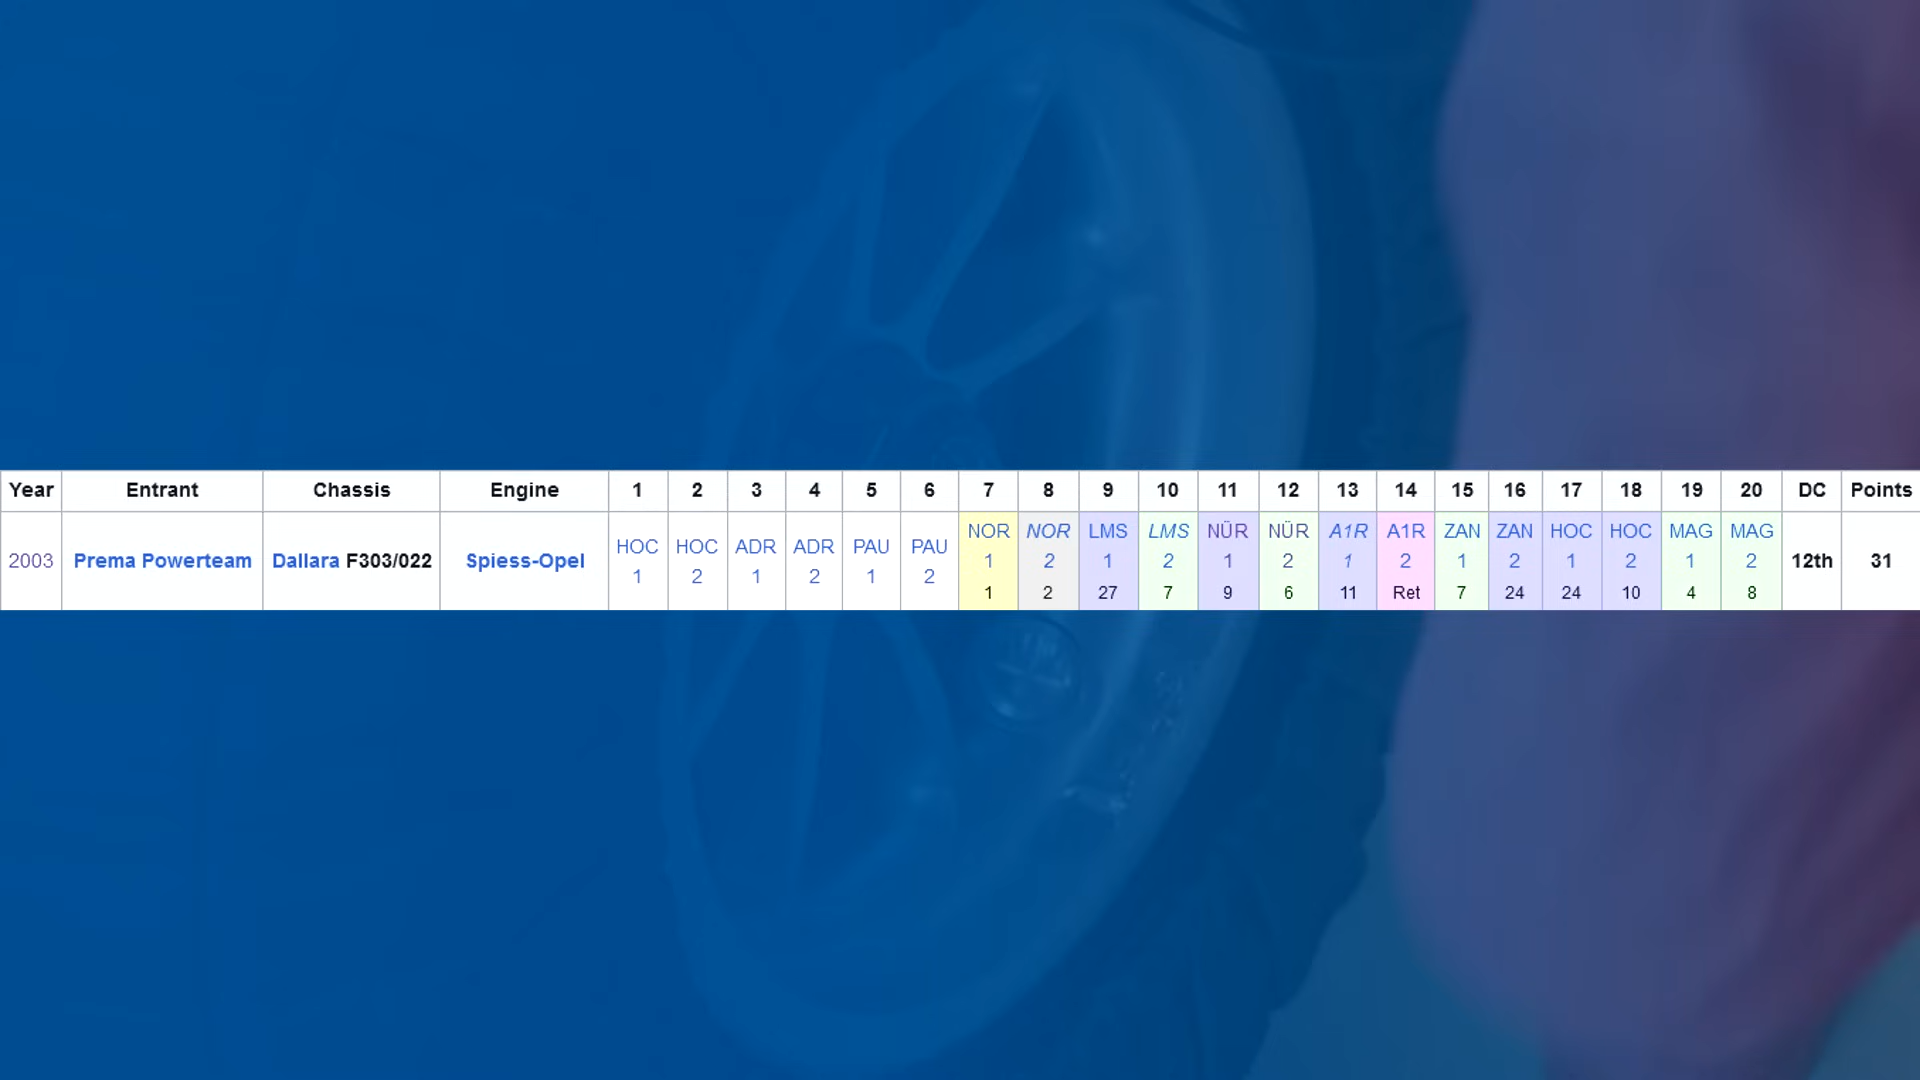 Year Entrant Chassis Engine 1 2 3 4 5 6 7 8 9 10 11 12 13 14 15 16 17 18 19 20 DC Points
2003 Prema Powerteam Dallara F303/022 Spiess-Opel HOC 1 HOC 2 ADR 1 ADR 2 PAU 1 PAU 2 NOR 1 1 NOR 2 2 LMS 1 27 LMS 2 7 NÜR 1 9 NÜR 2 6 A1R 1 11 A1R 2 Ret ZAN 1 7 ZAN 2 24 HOC 1 24 HOC 2 10 MAG 1 4 MAG 2 8 12th 31